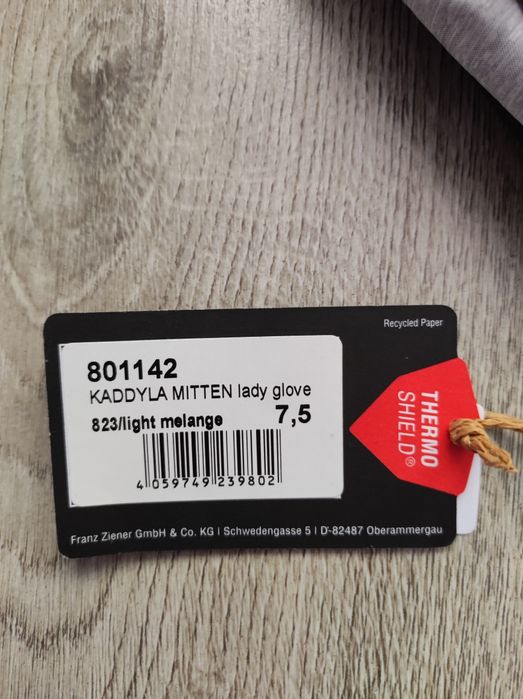 Recycled Paper
801142
KADDYLA MITTEN lady glove
823/light melange 7,5
4 059749 239802
THERMO
SHIELD®
Franz Ziener GmbH & Co. KG | Schwedengasse 5 | D-82487 Oberammergau